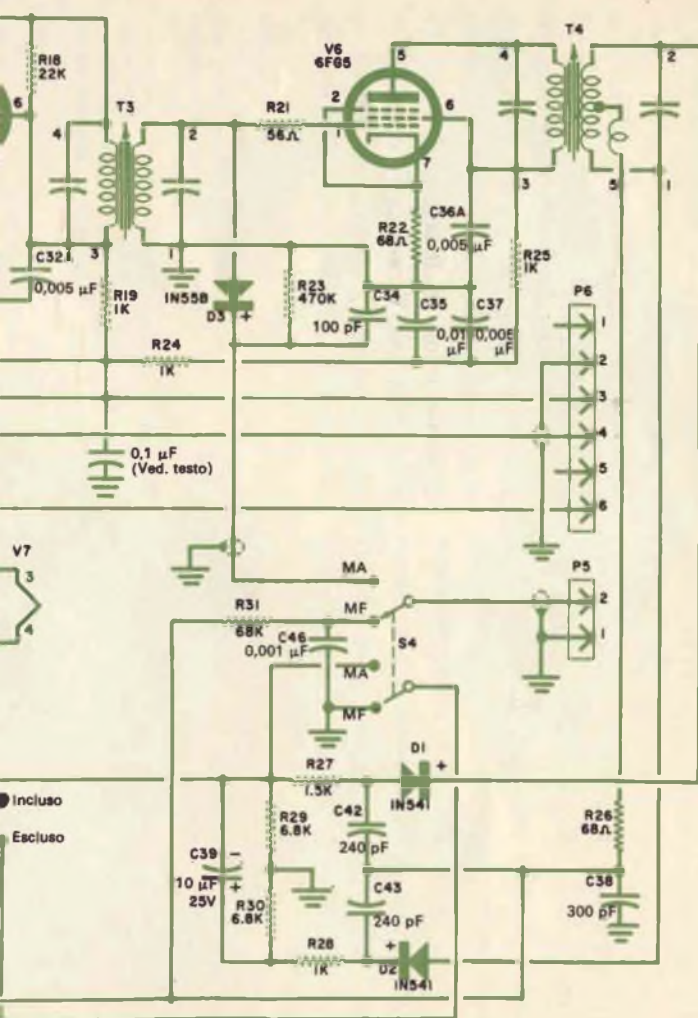 T4
V6
6FG5
5
4
2
R18
22K
T3
R21
56Ω
2
1
6
6
4
2
7
3
5
1
R22
68Ω
C36A
0,005 µF
R25
1K
C32
0,005 µF
3
1
R19
1K
IN55B
D3 +
R23
470K
C34
100 pF
C35
0,01
µF
C37
0,005
µF
P6
1
2
3
4
5
6
R24
1K
0,1 µF
(Ved. testo)
V7
3
4
MA
MF
MA
MF
S4
P5
2
1
R31
68K
C46
0,001 µF
D1
+
IN541
R27
1.5K
Incluso
Escluso
R29
6.8K
C42
240 pF
R26
68Ω
C39
10 µF
25V
-
+
R30
6.8K
C43
240 pF
C38
300 pF
R28
1K
+
D2
IN541